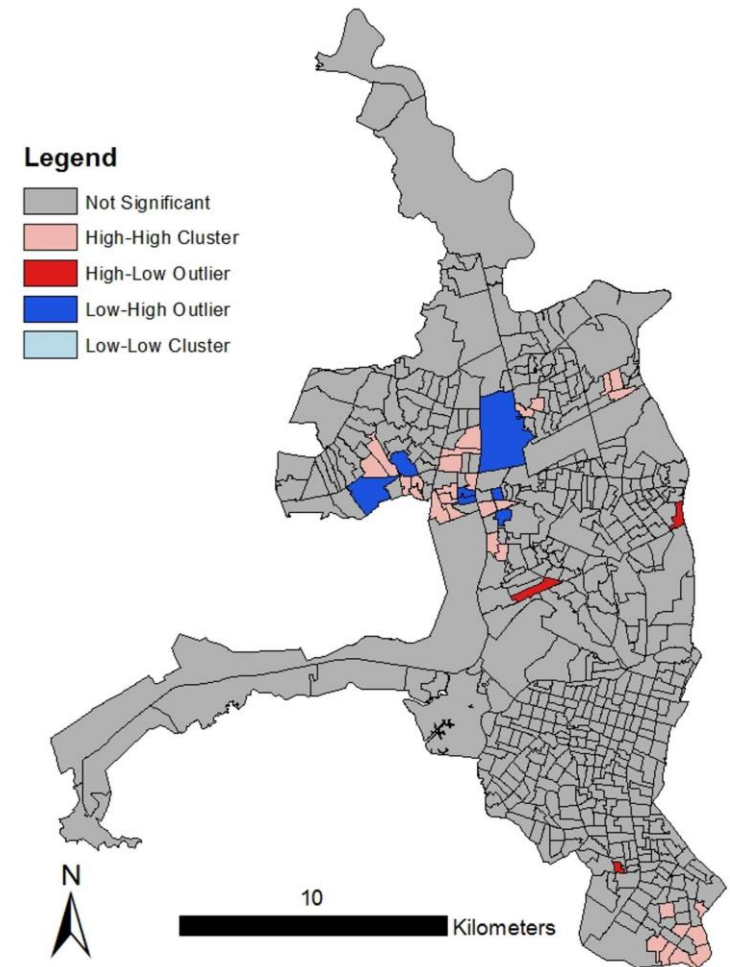 Legend
Not Significant
High-High Cluster
High-Low Outlier
Low-High Outlier
Low-Low Cluster
N
10
Kilometers